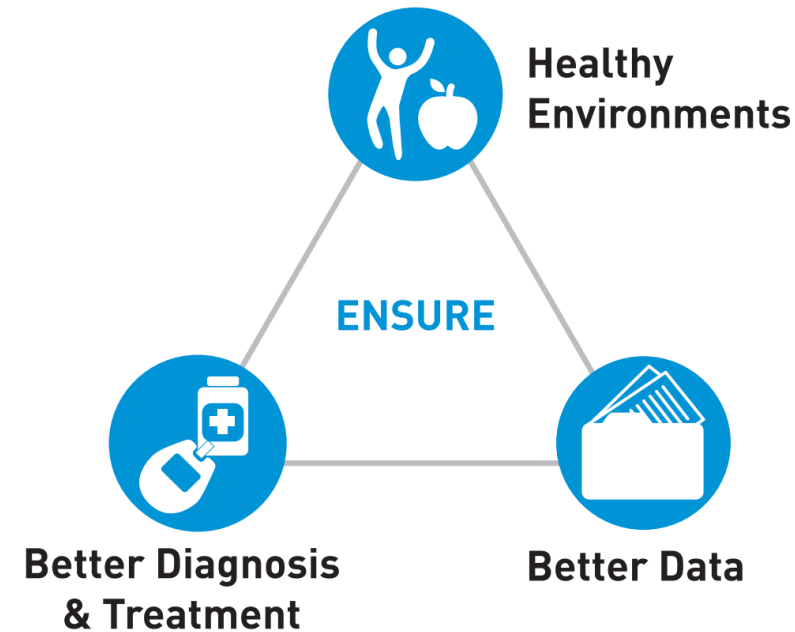 Healthy
Environments
ENSURE
Better Diagnosis
& Treatment
Better Data